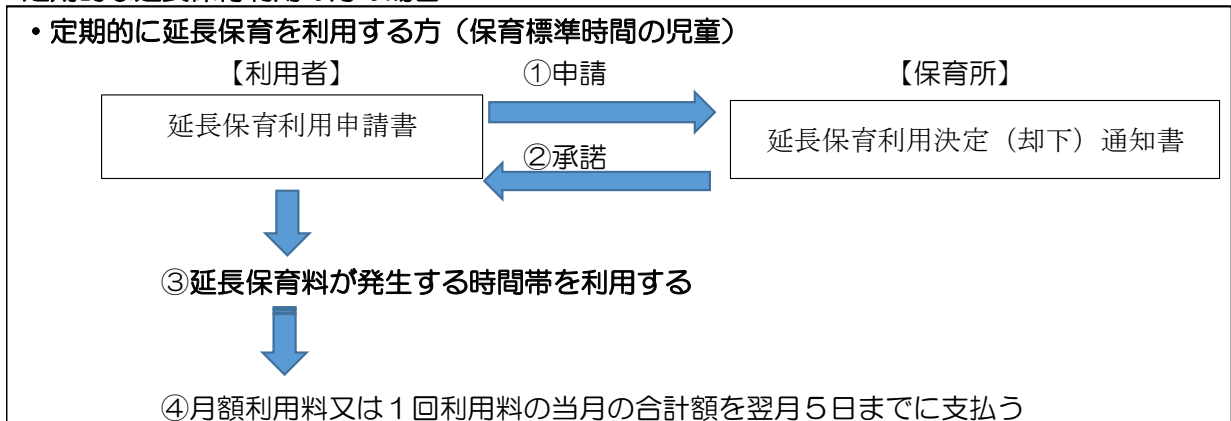 ・定期的に延長保育を利用する方（保育標準時間の児童）
【利用者】 ①申請 【保育所】
延長保育利用申請書
延長保育利用決定（却下）通知書
②承諾
③延長保育料が発生する時間帯を利用する
④月額利用料又は１回利用料の当月の合計額を翌月５日までに支払う